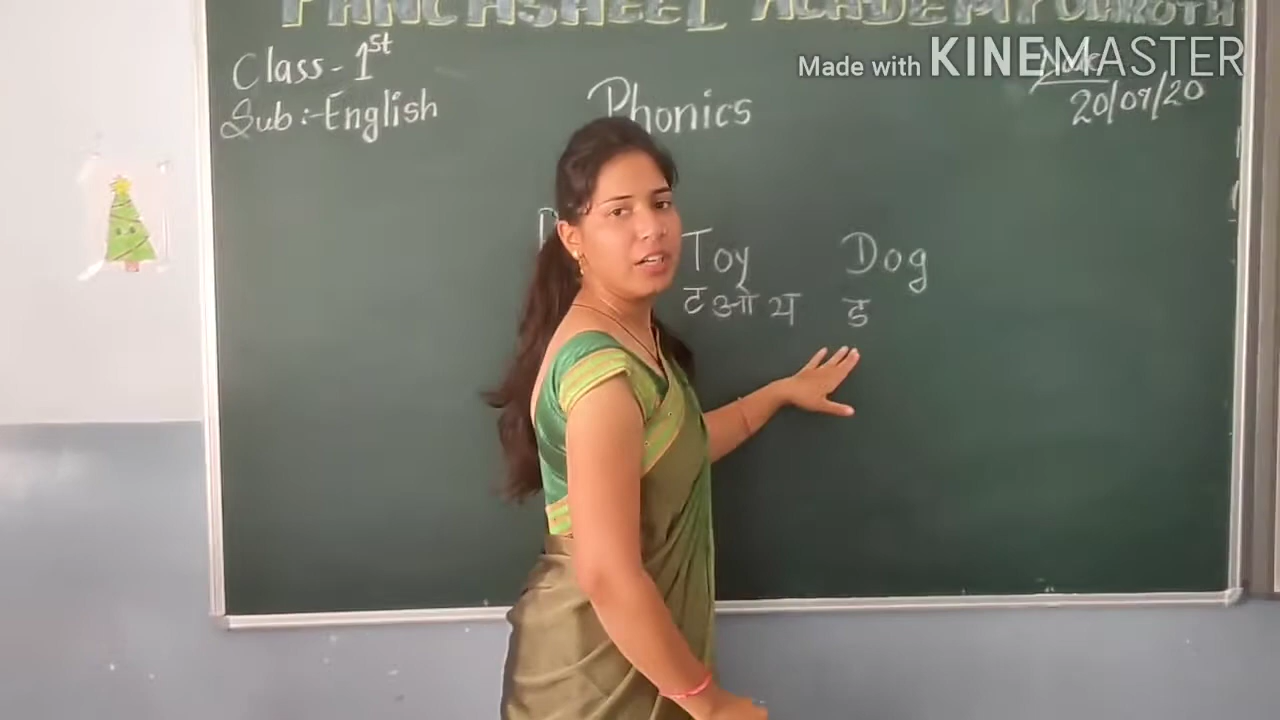 PANCHSHEEL ACADEMY
Made with KINEMASTER
Class - 1st
Sub :- English
Phonics
20/09/20
Toy Dog
ट ओ य ड